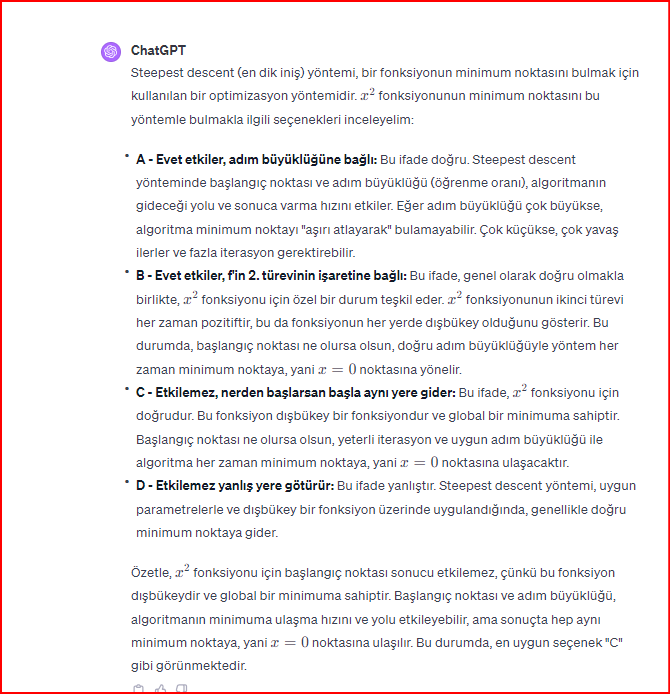 ChatGPT
Steepest descent (en dik iniş) yöntemi, bir fonksiyonun minimum noktasını bulmak için
kullanılan bir optimizasyon yöntemidir. x² fonksiyonunun minimum noktasını bu
yöntemle bulmakla ilgili seçenekleri inceleyelim:
• A - Evet etkiler, adım büyüklüğüne bağlı: Bu ifade doğru. Steepest descent
yönteminde başlangıç noktası ve adım büyüklüğü (öğrenme oranı), algoritmanın
gideceği yolu ve sonuca varma hızını etkiler. Eğer adım büyüklüğü çok büyükse,
algoritma minimum noktayı "aşırı atlayarak" bulamayabilir. Çok küçükse, çok yavaş
ilerler ve fazla iterasyon gerektirebilir.
• B - Evet etkiler, f'in 2. türevinin işaretine bağlı: Bu ifade, genel olarak doğru olmakla
birlikte, x² fonksiyonu için özel bir durum teşkil eder. x² fonksiyonunun ikinci türevi
her zaman pozitiftir, bu da fonksiyonun her yerde dışbükey olduğunu gösterir. Bu
durumda, başlangıç noktası ne olursa olsun, doğru adım büyüklüğüyle yöntem her
zaman minimum noktaya, yani x = 0 noktasına yönelir.
• C - Etkilemez, nerden başlarsan başla aynı yere gider: Bu ifade, x² fonksiyonu için
doğrudur. Bu fonksiyon dışbükey bir fonksiyondur ve global bir minimuma sahiptir.
Başlangıç noktası ne olursa olsun, yeterli iterasyon ve uygun adım büyüklüğü ile
algoritma her zaman minimum noktaya, yani x = 0 noktasına ulaşacaktır.
• D - Etkilemez yanlış yere götürür: Bu ifade yanlıştır. Steepest descent yöntemi, uygun
parametrelerle ve dışbükey bir fonksiyon üzerinde uygulandığında, genellikle doğru
minimum noktaya gider.
Özetle, x² fonksiyonu için başlangıç noktası sonucu etkilemez, çünkü bu fonksiyon
dışbükeydir ve global bir minimuma sahiptir. Başlangıç noktası ve adım büyüklüğü,
algoritmanın minimuma ulaşma hızını ve yolu etkileyebilir, ama sonuçta hep aynı
minimum noktaya, yani x = 0 noktasına ulaşılır. Bu durumda, en uygun seçenek "C"
gibi görünmektedir.